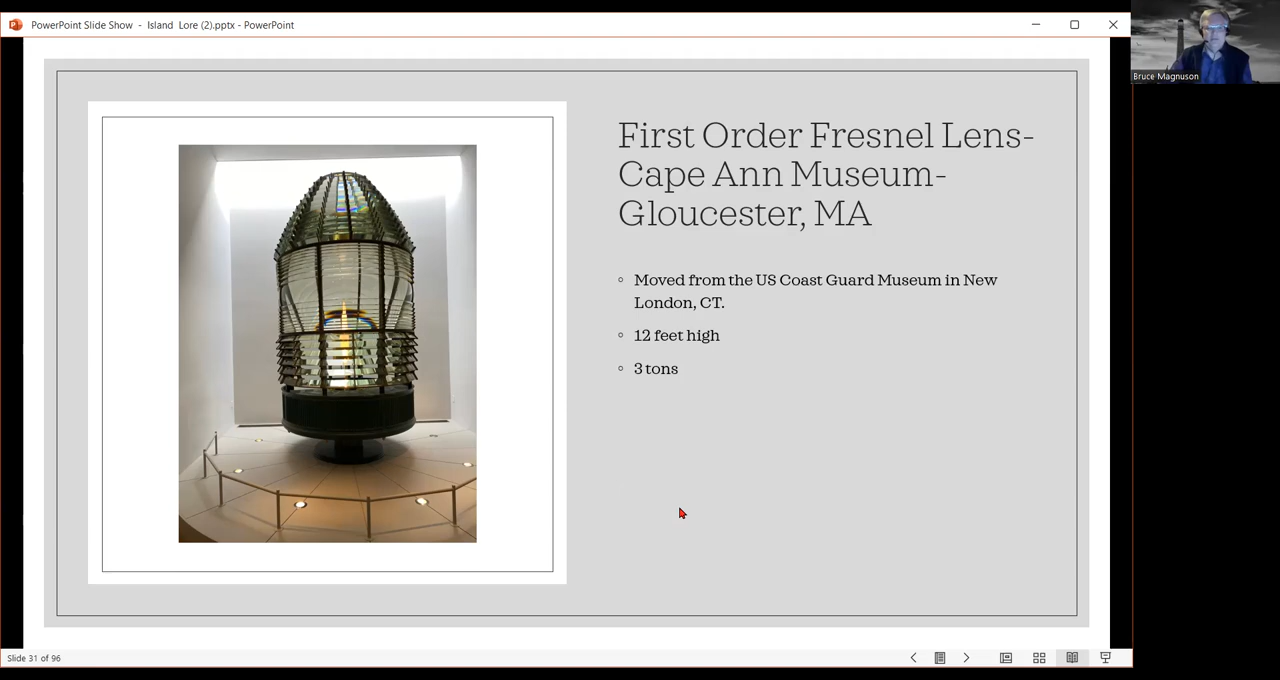 PowerPoint Slide Show - Island Lore (2).pptx - PowerPoint
Bruce Magnuson
First Order Fresnel Lens-
Cape Ann Museum-
Gloucester, MA
Moved from the US Coast Guard Museum in New
London, CT.
12 feet high
3 tons
Slide 31 of 96